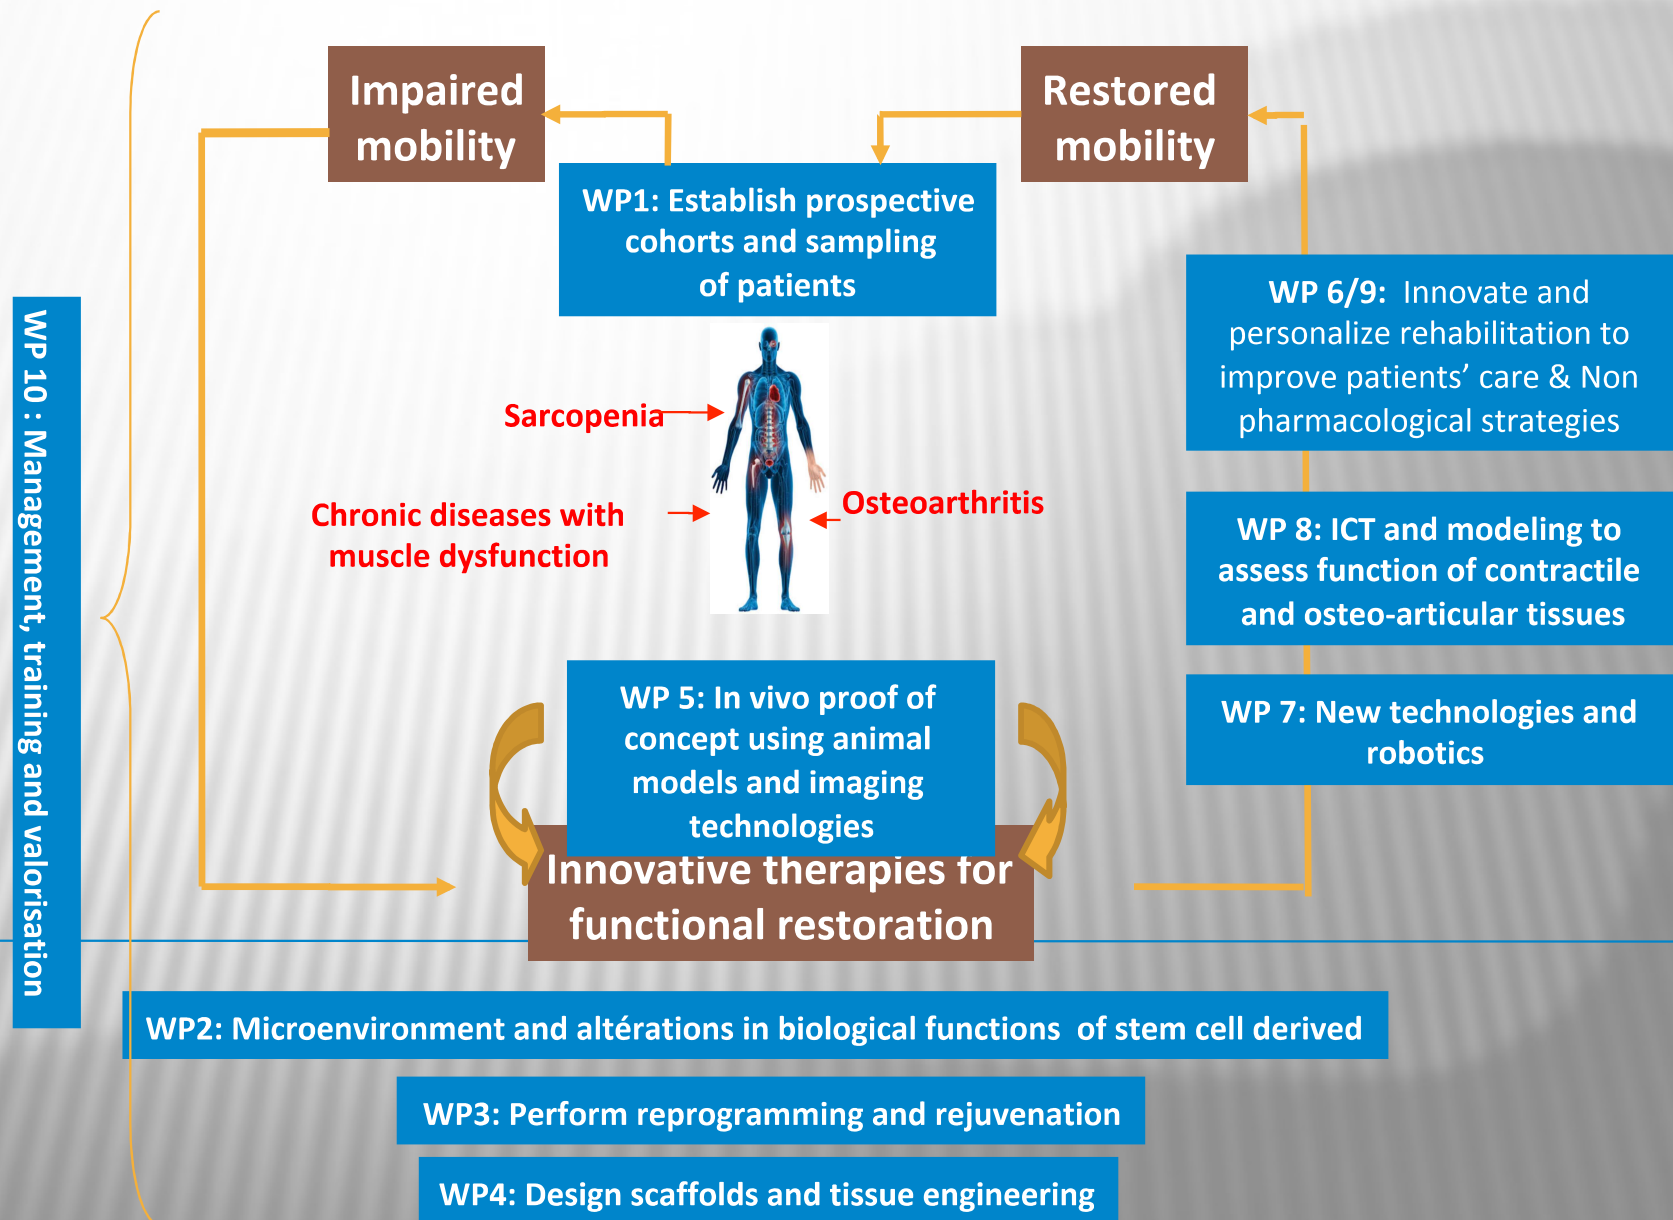 Impaired
mobility
Restored
mobility
WP1: Establish prospective
cohorts and sampling
of patients
WP 6/9:  Innovate and
personalize rehabilitation to
improve patients’ care & Non
pharmacological strategies
WP 10 : Management, training and valorisation
Sarcopenia
Chronic diseases with
muscle dysfunction
Osteoarthritis
WP 8: ICT and modeling to
assess function of contractile
and osteo-articular tissues
WP 5: In vivo proof of
concept using animal
models and imaging
technologies
WP 7: New technologies and
robotics
Innovative therapies for
functional restoration
WP2: Microenvironment and altérations in biological functions  of stem cell derived
WP3: Perform reprogramming and rejuvenation
WP4: Design scaffolds and tissue engineering